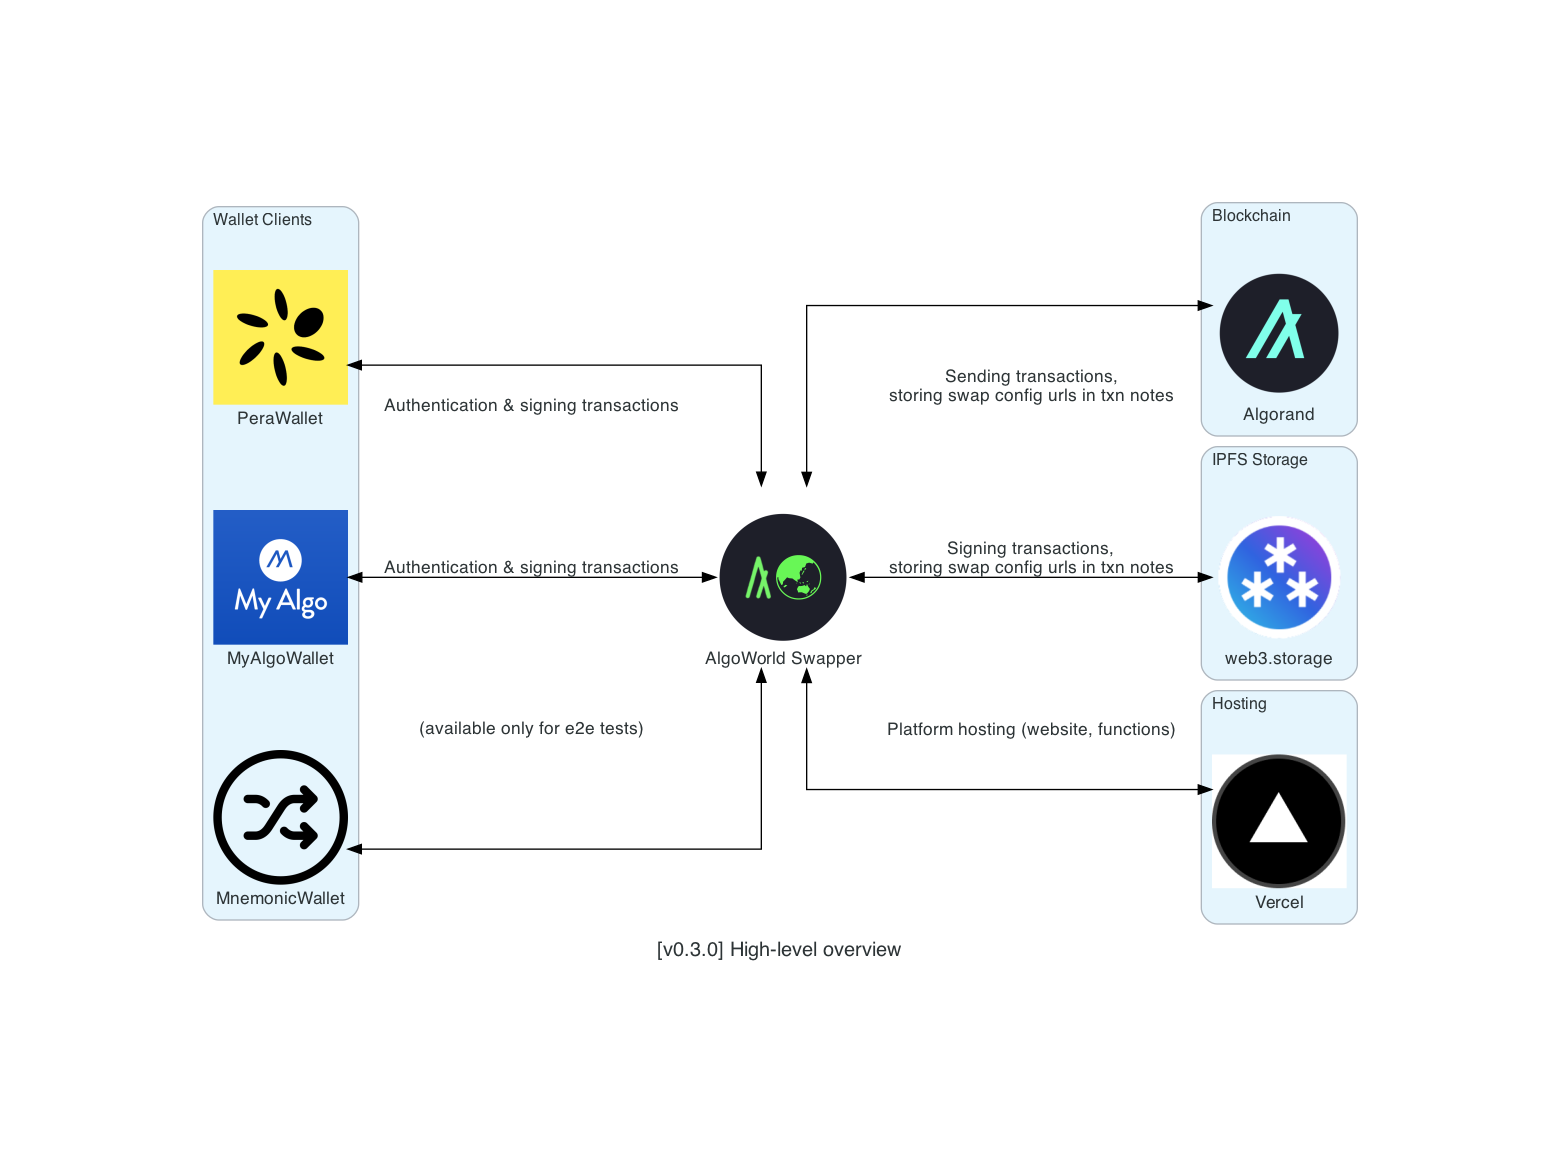 Wallet Clients
PeraWallet
Authentication & signing transactions
My Algo
MyAlgoWallet
Authentication & signing transactions
MnemonicWallet
(available only for e2e tests)
AlgoWorld Swapper
Blockchain
Algorand
Sending transactions,
storing swap config urls in txn notes
IPFS Storage
web3.storage
Signing transactions,
storing swap config urls in txn notes
Hosting
Vercel
Platform hosting (website, functions)
[v0.3.0] High-level overview